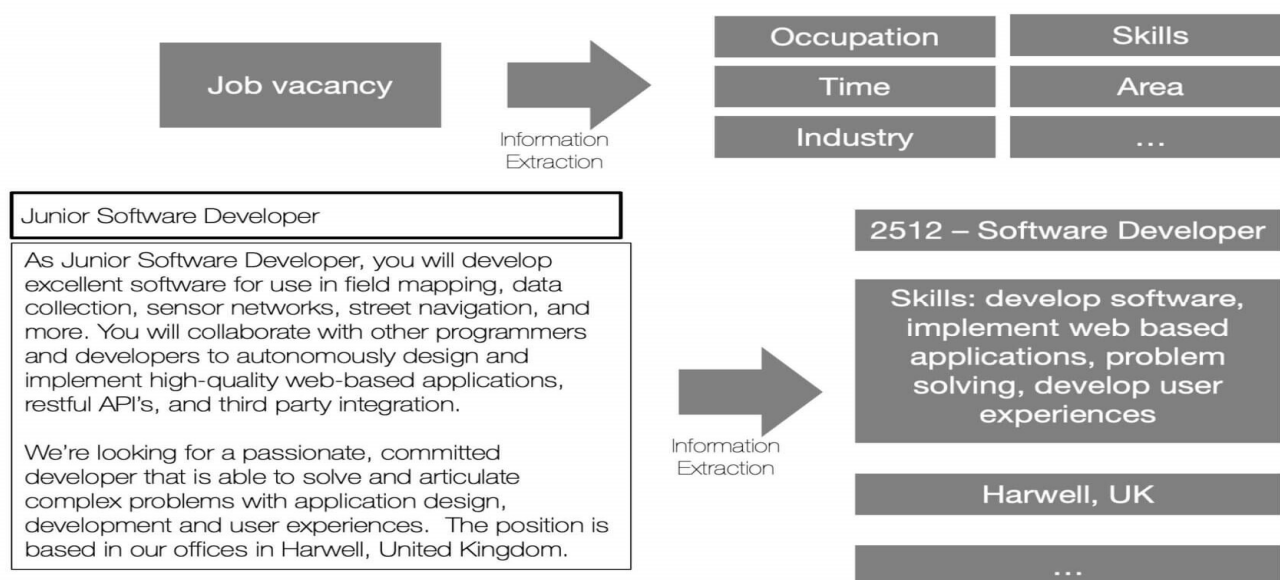 Job vacancy
Information
Extraction
Occupation
Skills
Time
Area
Industry
...
Junior Software Developer
As Junior Software Developer, you will develop
excellent software for use in field mapping, data
collection, sensor networks, street navigation, and
more. You will collaborate with other programmers
and developers to autonomously design and
implement high-quality web-based applications,
restful API's, and third party integration.
We're looking for a passionate, committed
developer that is able to solve and articulate
complex problems with application design,
development and user experiences.  The position is
based in our offices in Harwell, United Kingdom.
Information
Extraction
2512 – Software Developer
Skills: develop software,
implement web based
applications, problem
solving, develop user
experiences
Harwell, UK
...